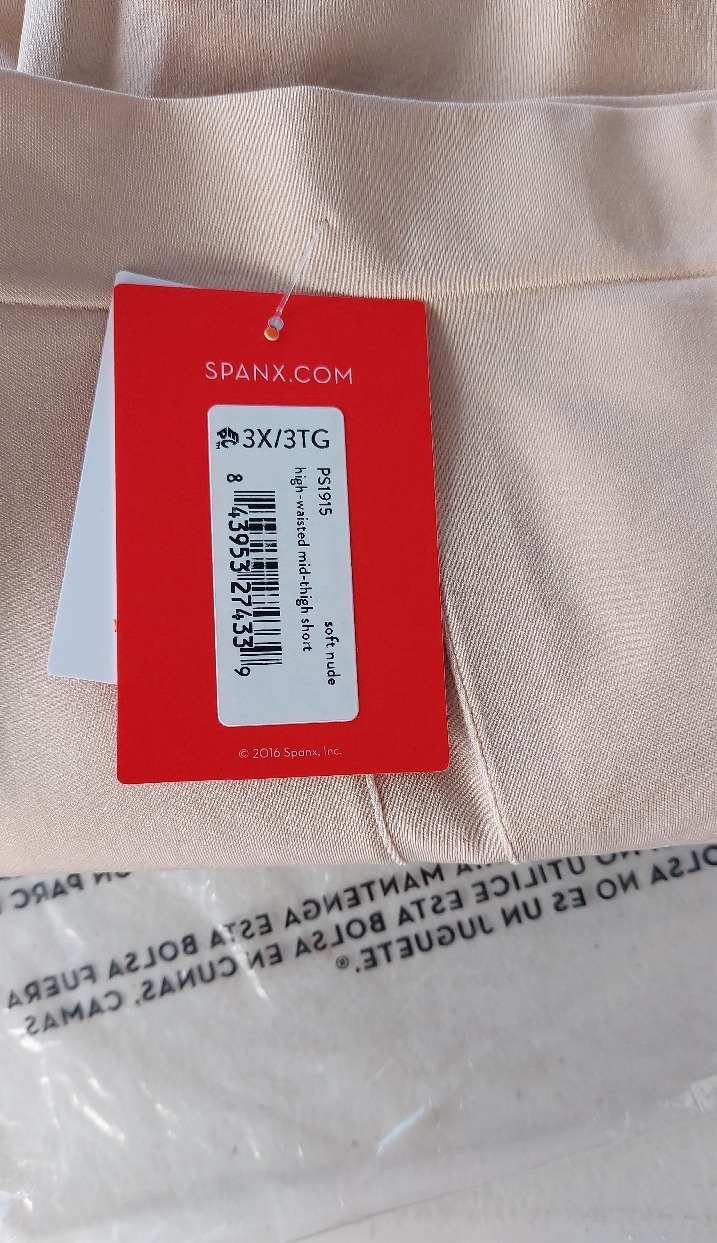 SPANX.COM
3X/3TG
PS1915 soft nude
high-waisted mid-thigh short
8 43953 27433 9
© 2016 Spanx, Inc.
MANTENGA ESTA BOLSA FUERA
BOLSA NO UTILICE ESTA BOLSA EN CUNAS, CAMAS,
BOLSA NO ES UN JUGUETE.®